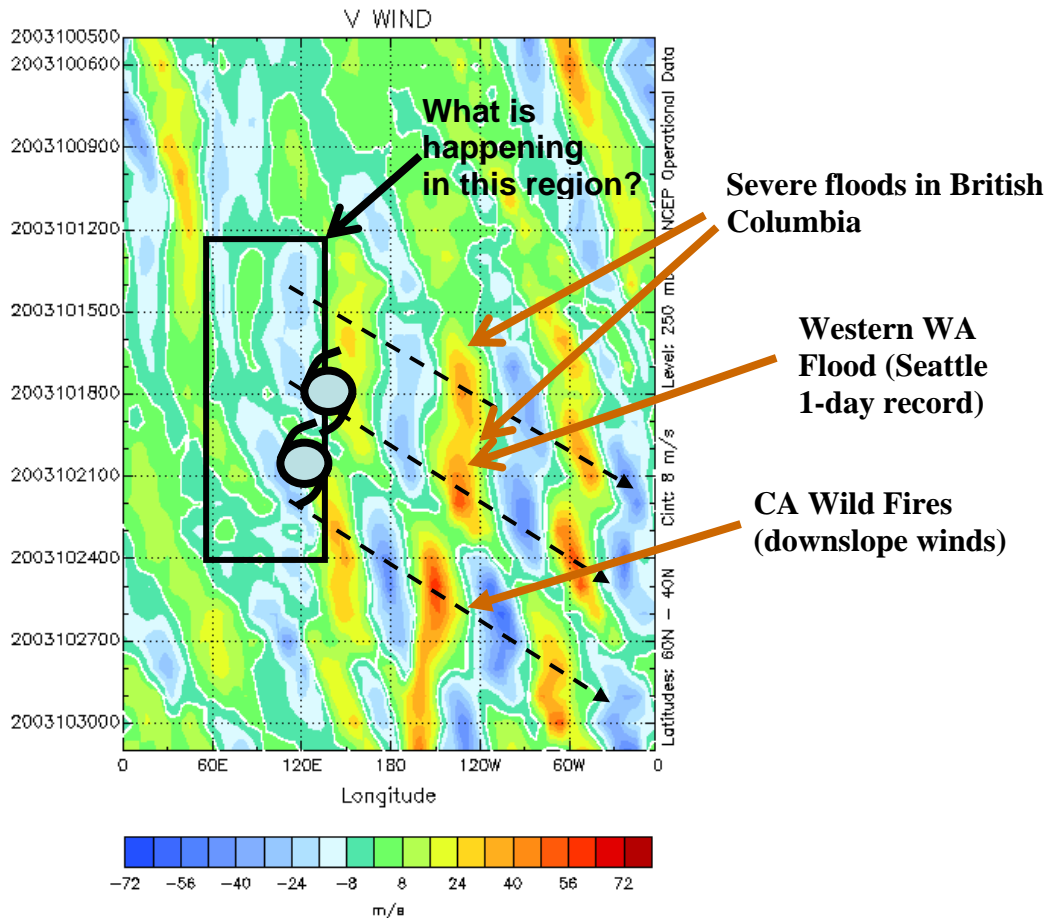 V WIND
2003100500
2003100600
2003100900
2003101200
2003101500
2003101800
2003102100
2003102400
2003102700
2003103000
What is
happening
in this region?
Severe floods in British
Columbia
Western WA
Flood (Seattle
1-day record)
CA Wild Fires
(downslope winds)
NCEP Operational Data
Level: 250 mb
Cint: 8 m/s
Latitudes: 60N - 40N
0 60E 120E 180 120W 60W 0
Longitude
-72 -56 -40 -24 -8 8 24 40 56 72
m/s